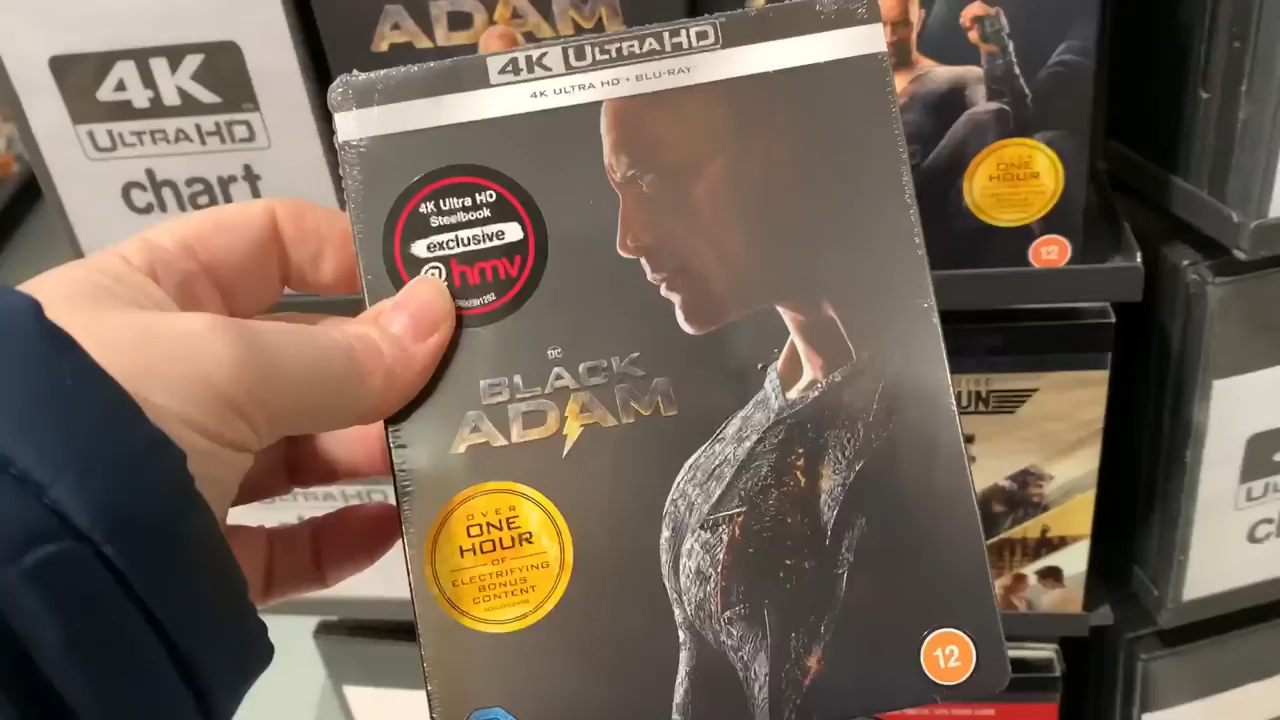 ADAM
4K
ULTRA HD
chart
4K ULTRA HD
4K ULTRA HD + BLU-RAY
4K Ultra HD
Steelbook
exclusive
@hmv
DC
BLACK
ADAM
OVER
ONE
HOUR
OF
ELECTRIFYING
BONUS
CONTENT
12
ONE
HOUR
12
ULTRA HD